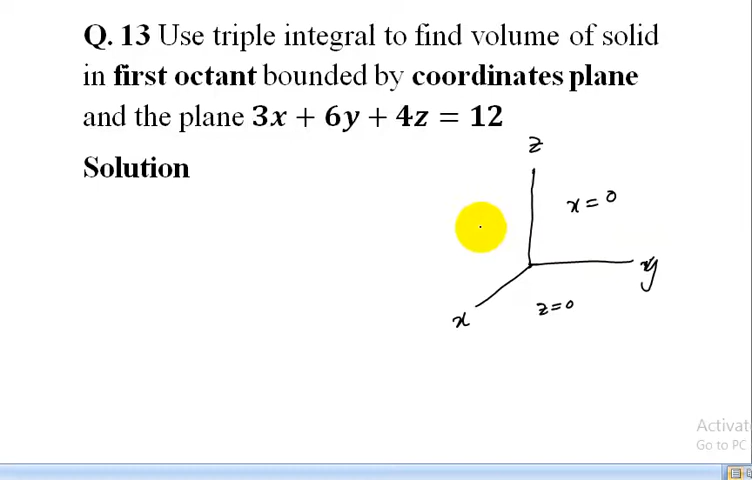 Q. 13 Use triple integral to find volume of solid
in first octant bounded by coordinates plane
and the plane 3x + 6y + 4z = 12
Solution
z
x = 0
y
z = 0
x
Activat
Go to PC